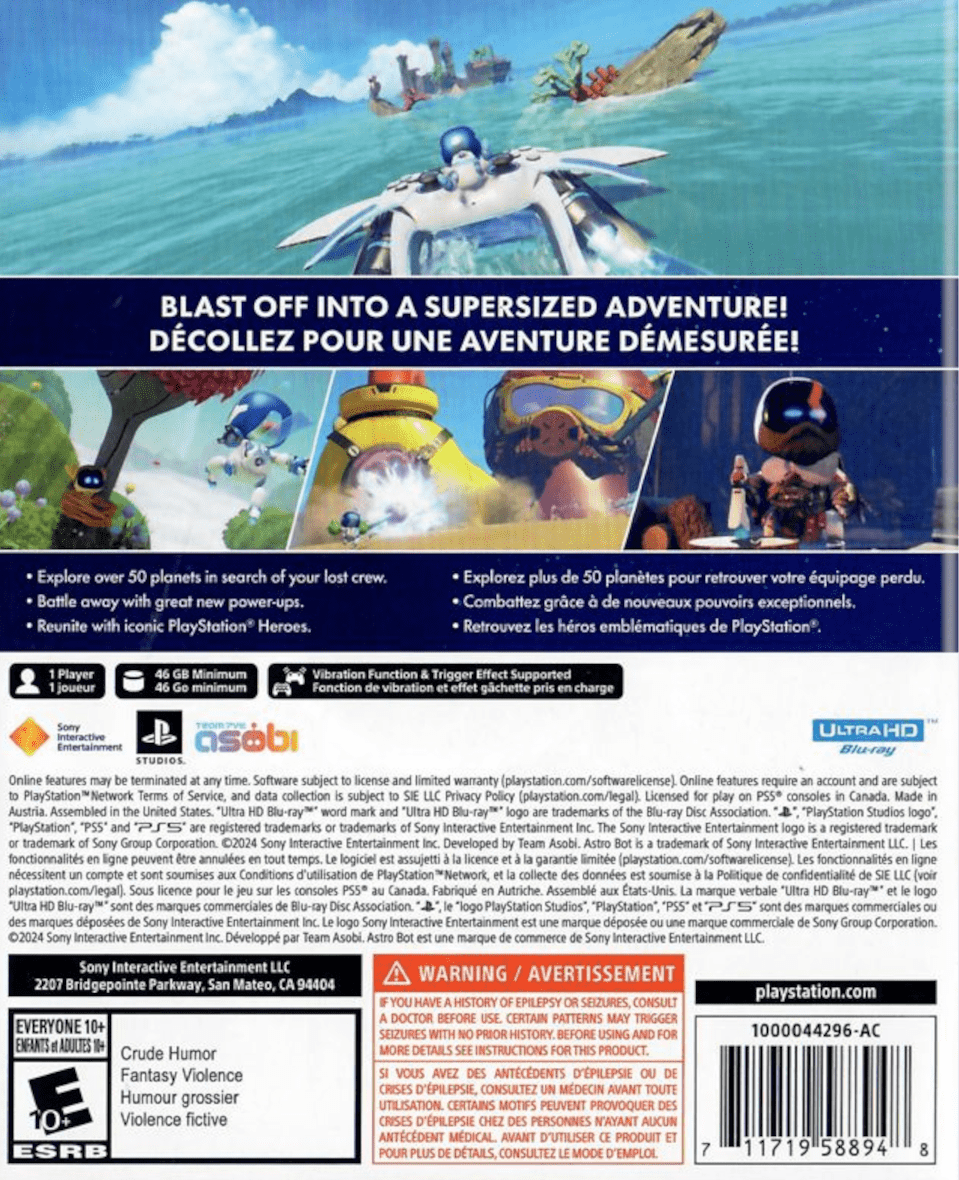 BLAST OFF INTO A SUPERSIZED ADVENTURE!
DÉCOLLEZ POUR UNE AVENTURE DÉMESURÉE!
• Explore over 50 planets in search of your lost crew.
• Battle away with great new power-ups.
• Reunite with iconic PlayStation® Heroes.
• Explorez plus de 50 planètes pour retrouver votre équipage perdu.
• Combattez grâce à de nouveaux pouvoirs exceptionnels.
• Retrouvez les héros emblématiques de PlayStation®.
1 Player
1 joueur
46 GB Minimum
46 Go minimum
Vibration Function & Trigger Effect Supported
Fonction de vibration et effet gâchette pris en charge
Sony
Interactive
Entertainment
STUDIOS.
TEAM
asobi
ULTRA HD™
Blu-ray
Online features may be terminated at any time. Software subject to license and limited warranty (playstation.com/softwarelicense). Online features require an account and are subject
to PlayStation™Network Terms of Service, and data collection is subject to SIE LLC Privacy Policy (playstation.com/legal). Licensed for play on PS5® consoles in Canada. Made in
Austria. Assembled in the United States. "Ultra HD Blu-ray™" word mark and "Ultra HD Blu-ray™" logo are trademarks of the Blu-ray Disc Association. "", "PlayStation Studios logo",
"PlayStation", "PS5" and "PS5" are registered trademarks or trademarks of Sony Interactive Entertainment Inc. The Sony Interactive Entertainment logo is a registered trademark
or trademark of Sony Group Corporation. ©2024 Sony Interactive Entertainment Inc. Developed by Team Asobi. Astro Bot is a trademark of Sony Interactive Entertainment LLC. | Les
fonctionnalités en ligne peuvent être annulées en tout temps. Le logiciel est assujetti à la licence et à la garantie limitée (playstation.com/softwarelicense). Les fonctionnalités en ligne
nécessitent un compte et sont soumises aux Conditions d'utilisation de PlayStation™Network, et la collecte des données est soumise à la Politique de confidentialité de SIE LLC (voir
playstation.com/legal). Sous licence pour le jeu sur les consoles PS5® au Canada. Fabriqué en Autriche. Assemblé aux États-Unis. La marque verbale "Ultra HD Blu-ray™" et le logo
"Ultra HD Blu-ray™" sont des marques commerciales de Blu-ray Disc Association. "", le "logo PlayStation Studios", "PlayStation", "PS5" et "PS5" sont des marques commerciales ou
des marques déposées de Sony Interactive Entertainment Inc. Le logo Sony Interactive Entertainment est une marque déposée ou une marque commerciale de Sony Group Corporation.
©2024 Sony Interactive Entertainment Inc. Développé par Team Asobi. Astro Bot est une marque de commerce de Sony Interactive Entertainment LLC.
Sony Interactive Entertainment LLC
2207 Bridgepointe Parkway, San Mateo, CA 94404
EVERYONE 10+
ENFANTS et ADULTES 10+
E
10+
ESRB
Crude Humor
Fantasy Violence
Humour grossier
Violence fictive
WARNING / AVERTISSEMENT
IF YOU HAVE A HISTORY OF EPILEPSY OR SEIZURES, CONSULT
A DOCTOR BEFORE USE. CERTAIN PATTERNS MAY TRIGGER
SEIZURES WITH NO PRIOR HISTORY. BEFORE USING AND FOR
MORE DETAILS SEE INSTRUCTIONS FOR THIS PRODUCT.
SI VOUS AVEZ DES ANTÉCÉDENTS D'ÉPILEPSIE OU DE
CRISES D'ÉPILEPSIE, CONSULTEZ UN MÉDECIN AVANT TOUTE
UTILISATION. CERTAINS MOTIFS PEUVENT PROVOQUER DES
CRISES D'ÉPILEPSIE CHEZ DES PERSONNES N'AYANT AUCUN
ANTÉCÉDENT MÉDICAL. AVANT D'UTILISER CE PRODUIT ET
POUR PLUS DE DÉTAILS, CONSULTEZ LE MODE D'EMPLOI.
playstation.com
1000044296-AC
7 11719 58894 8